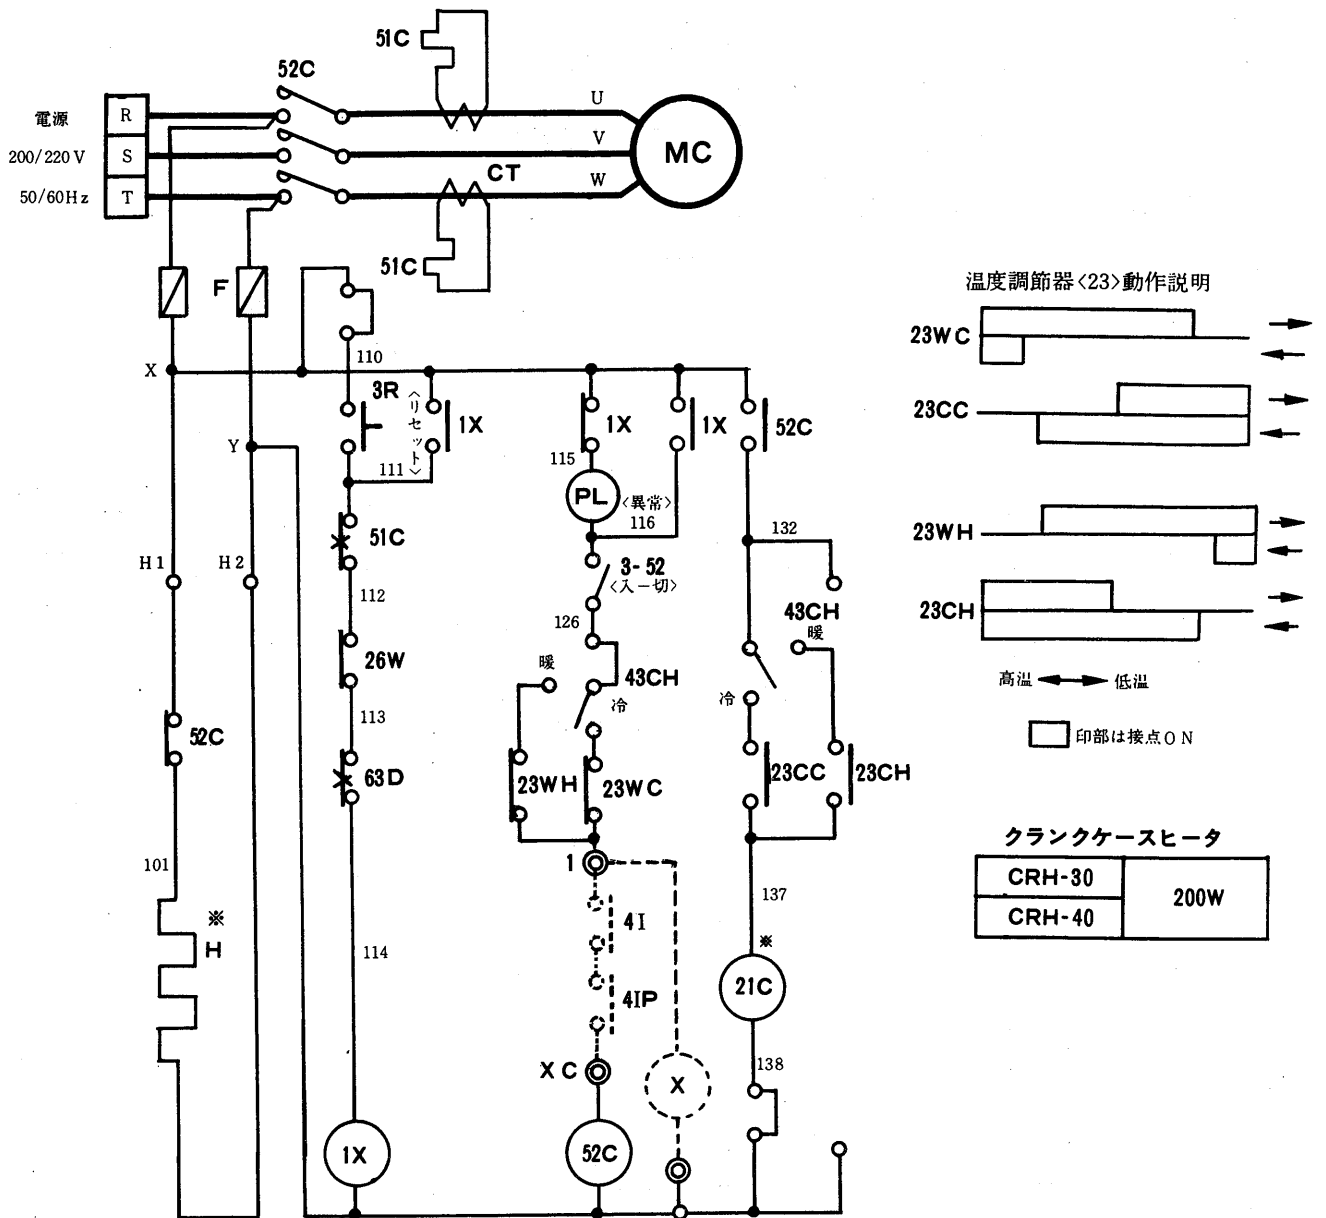 51C
52C
電源
200/220V
50/60Hz
R
S
T
U
V
W
CT
MC
51C
F
X
110
3R
〈リセット〉
1X
1X
1X
52C
Y
111
115
PL
〈異常〉
116
132
51C
H1
H2
3-52
〈入-切〉
112
126
43CH
暖
26W
暖
43CH
冷
冷
113
52C
63D
23WH
23WC
23CC
23CH
101
1
137
※
H
4I
※
114
4IP
21C
XC
X
138
1X
52C
温度調節器〈23〉動作説明
23WC
23CC
23WH
23CH
高温
低温
印部は接点ON
クランクケースヒータ
CRH-30
CRH-40
200W